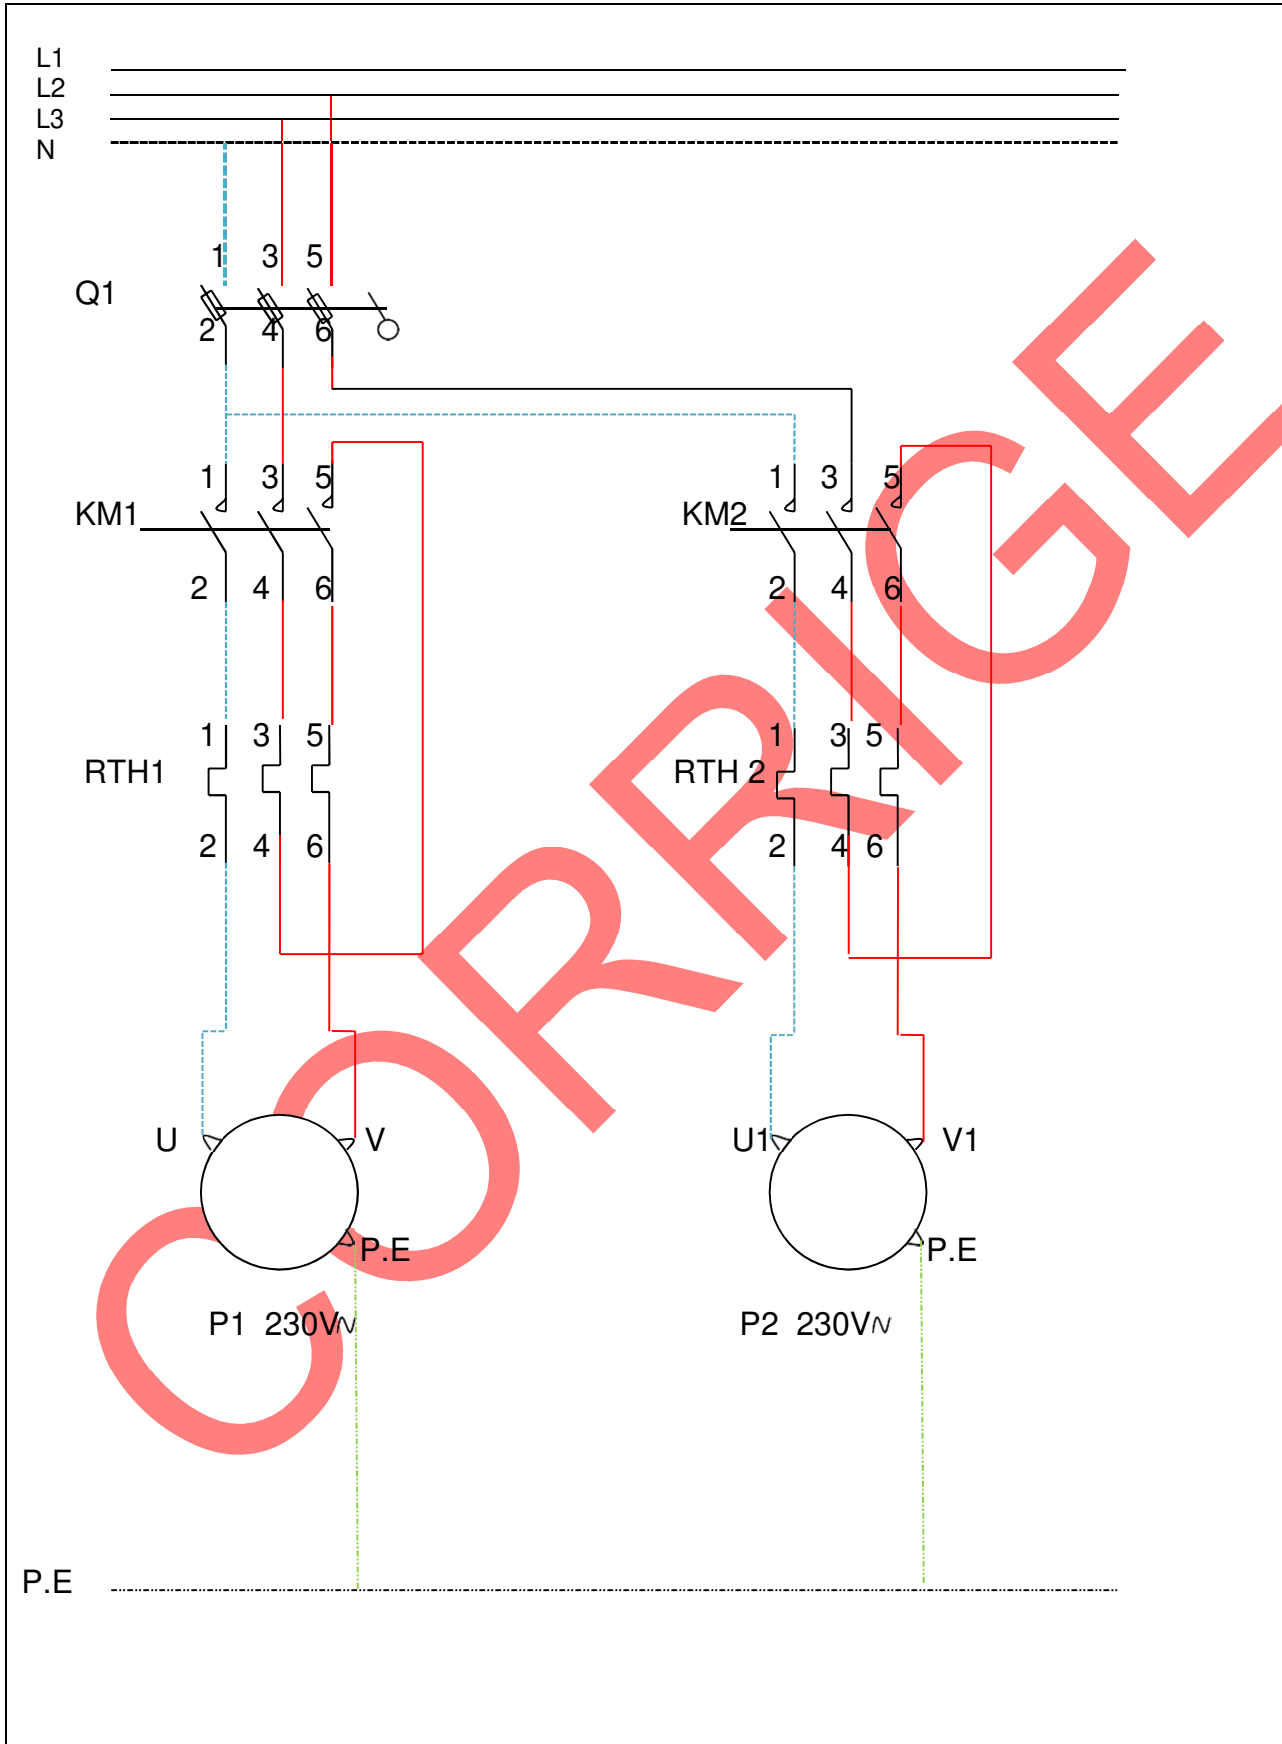 L1
L2
L3
N
1 3 5
Q1
2 4 6
1 3 5 1 3 5
KM1 KM2
2 4 6 2 4 6
1 3 5 1 3 5
RTH1 RTH 2
2 4 6 2 4 6
U V U1 V1
P.E P.E
P1 230V~ P2 230V~
P.E
CORRIGE